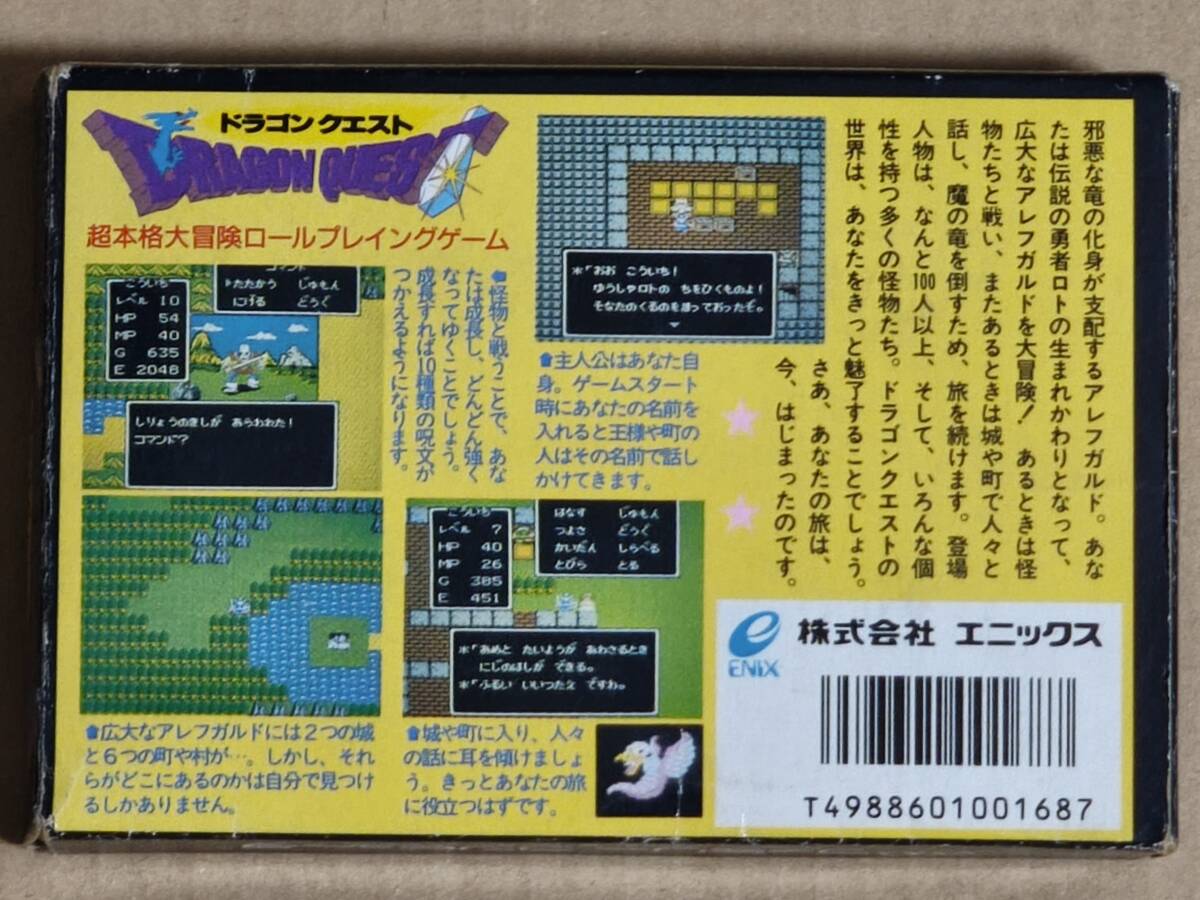 ドラゴンクエスト
DRAGON QUEST
超本格大冒険ロールプレイングゲーム
邪悪な竜の化身が支配するアレフガルド。あな
たは伝説の勇者ロトの生まれかわりとなって、
広大なアレフガルドを大冒険! あるときは怪
物たちと戦い、またあるときは城や町で人々と
話し、魔の竜を倒すため、旅を続けます。登場
人物は、なんと100人以上、そして、いろんな個
性を持つ多くの怪物たち。ドラゴンクエストの
世界は、あなたをきっと魅了することでしょう。
さあ、あなたの旅は、
今、はじまったのです。
*「おお こういち!
ゆうしゃロトの ちをひくものよ!
そなたのくるのを まっておったぞ。
主人公はあなた自
身。ゲームスタート
時にあなたの名前を
入れると王様や町の
人はその名前で話し
かけてきます。
こういち
レベル 10
HP 54
MP 40
G 635
E 2048
コマンド
たたかう じゅもん
にげる どうぐ
しりょうのきしが あらわれた!
コマンド?
怪物と戦うことで、あな
たは成長し、どんどん強く
なってゆくことでしょう。
成長すれば10種類の呪文が
つかえるようになります。
広大なアレフガルドには2つの城
と6つの町や村が…。しかし、それ
らがどこにあるのかは自分で見つけ
るしかありません。
こういち
レベル 7
HP 40
MP 26
G 385
E 451
はなす じゅもん
つよさ どうぐ
かいだん しらべる
とびら とる
*「あめと たいようが あわさるとき
にじのはしが できる。
*「ふるい いいつたえ ですわ。
城や町に入り、人々
の話に耳を傾けましょ
う。きっとあなたの旅
に役立つはずです。
ENIX
株式会社 エニックス
T4988601001687